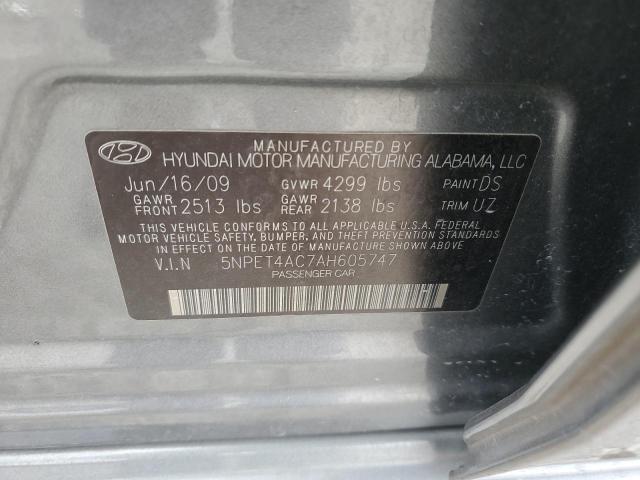 MANUFACTURED BY
HYUNDAI MOTOR MANUFACTURING ALABAMA, LLC
Jun/16/09 GVWR 4299 lbs PAINT DS
GAWR FRONT 2513 lbs GAWR REAR 2138 lbs TRIM UZ
THIS VEHICLE CONFORMS TO ALL APPLICABLE U.S.A. FEDERAL
MOTOR VEHICLE SAFETY, BUMPER, AND THEFT PREVENTION STANDARDS
IN EFFECT ON THE DATE OF MANUFACTURE SHOWN ABOVE.
V.I.N 5NPET4AC7AH605747
PASSENGER CAR